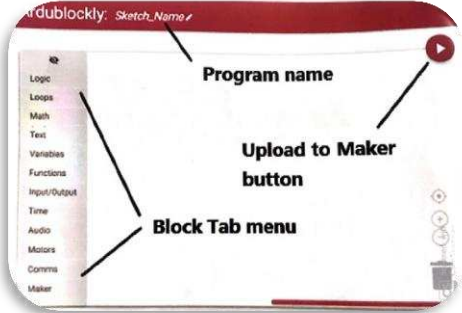 rdublockly: Sketch_Name
Program name
Logic
Loops
Math
Text
Variables
Functions
Input/Output
Time
Audio
Motors
Comms
Maker
Upload to Maker
button
Block Tab menu